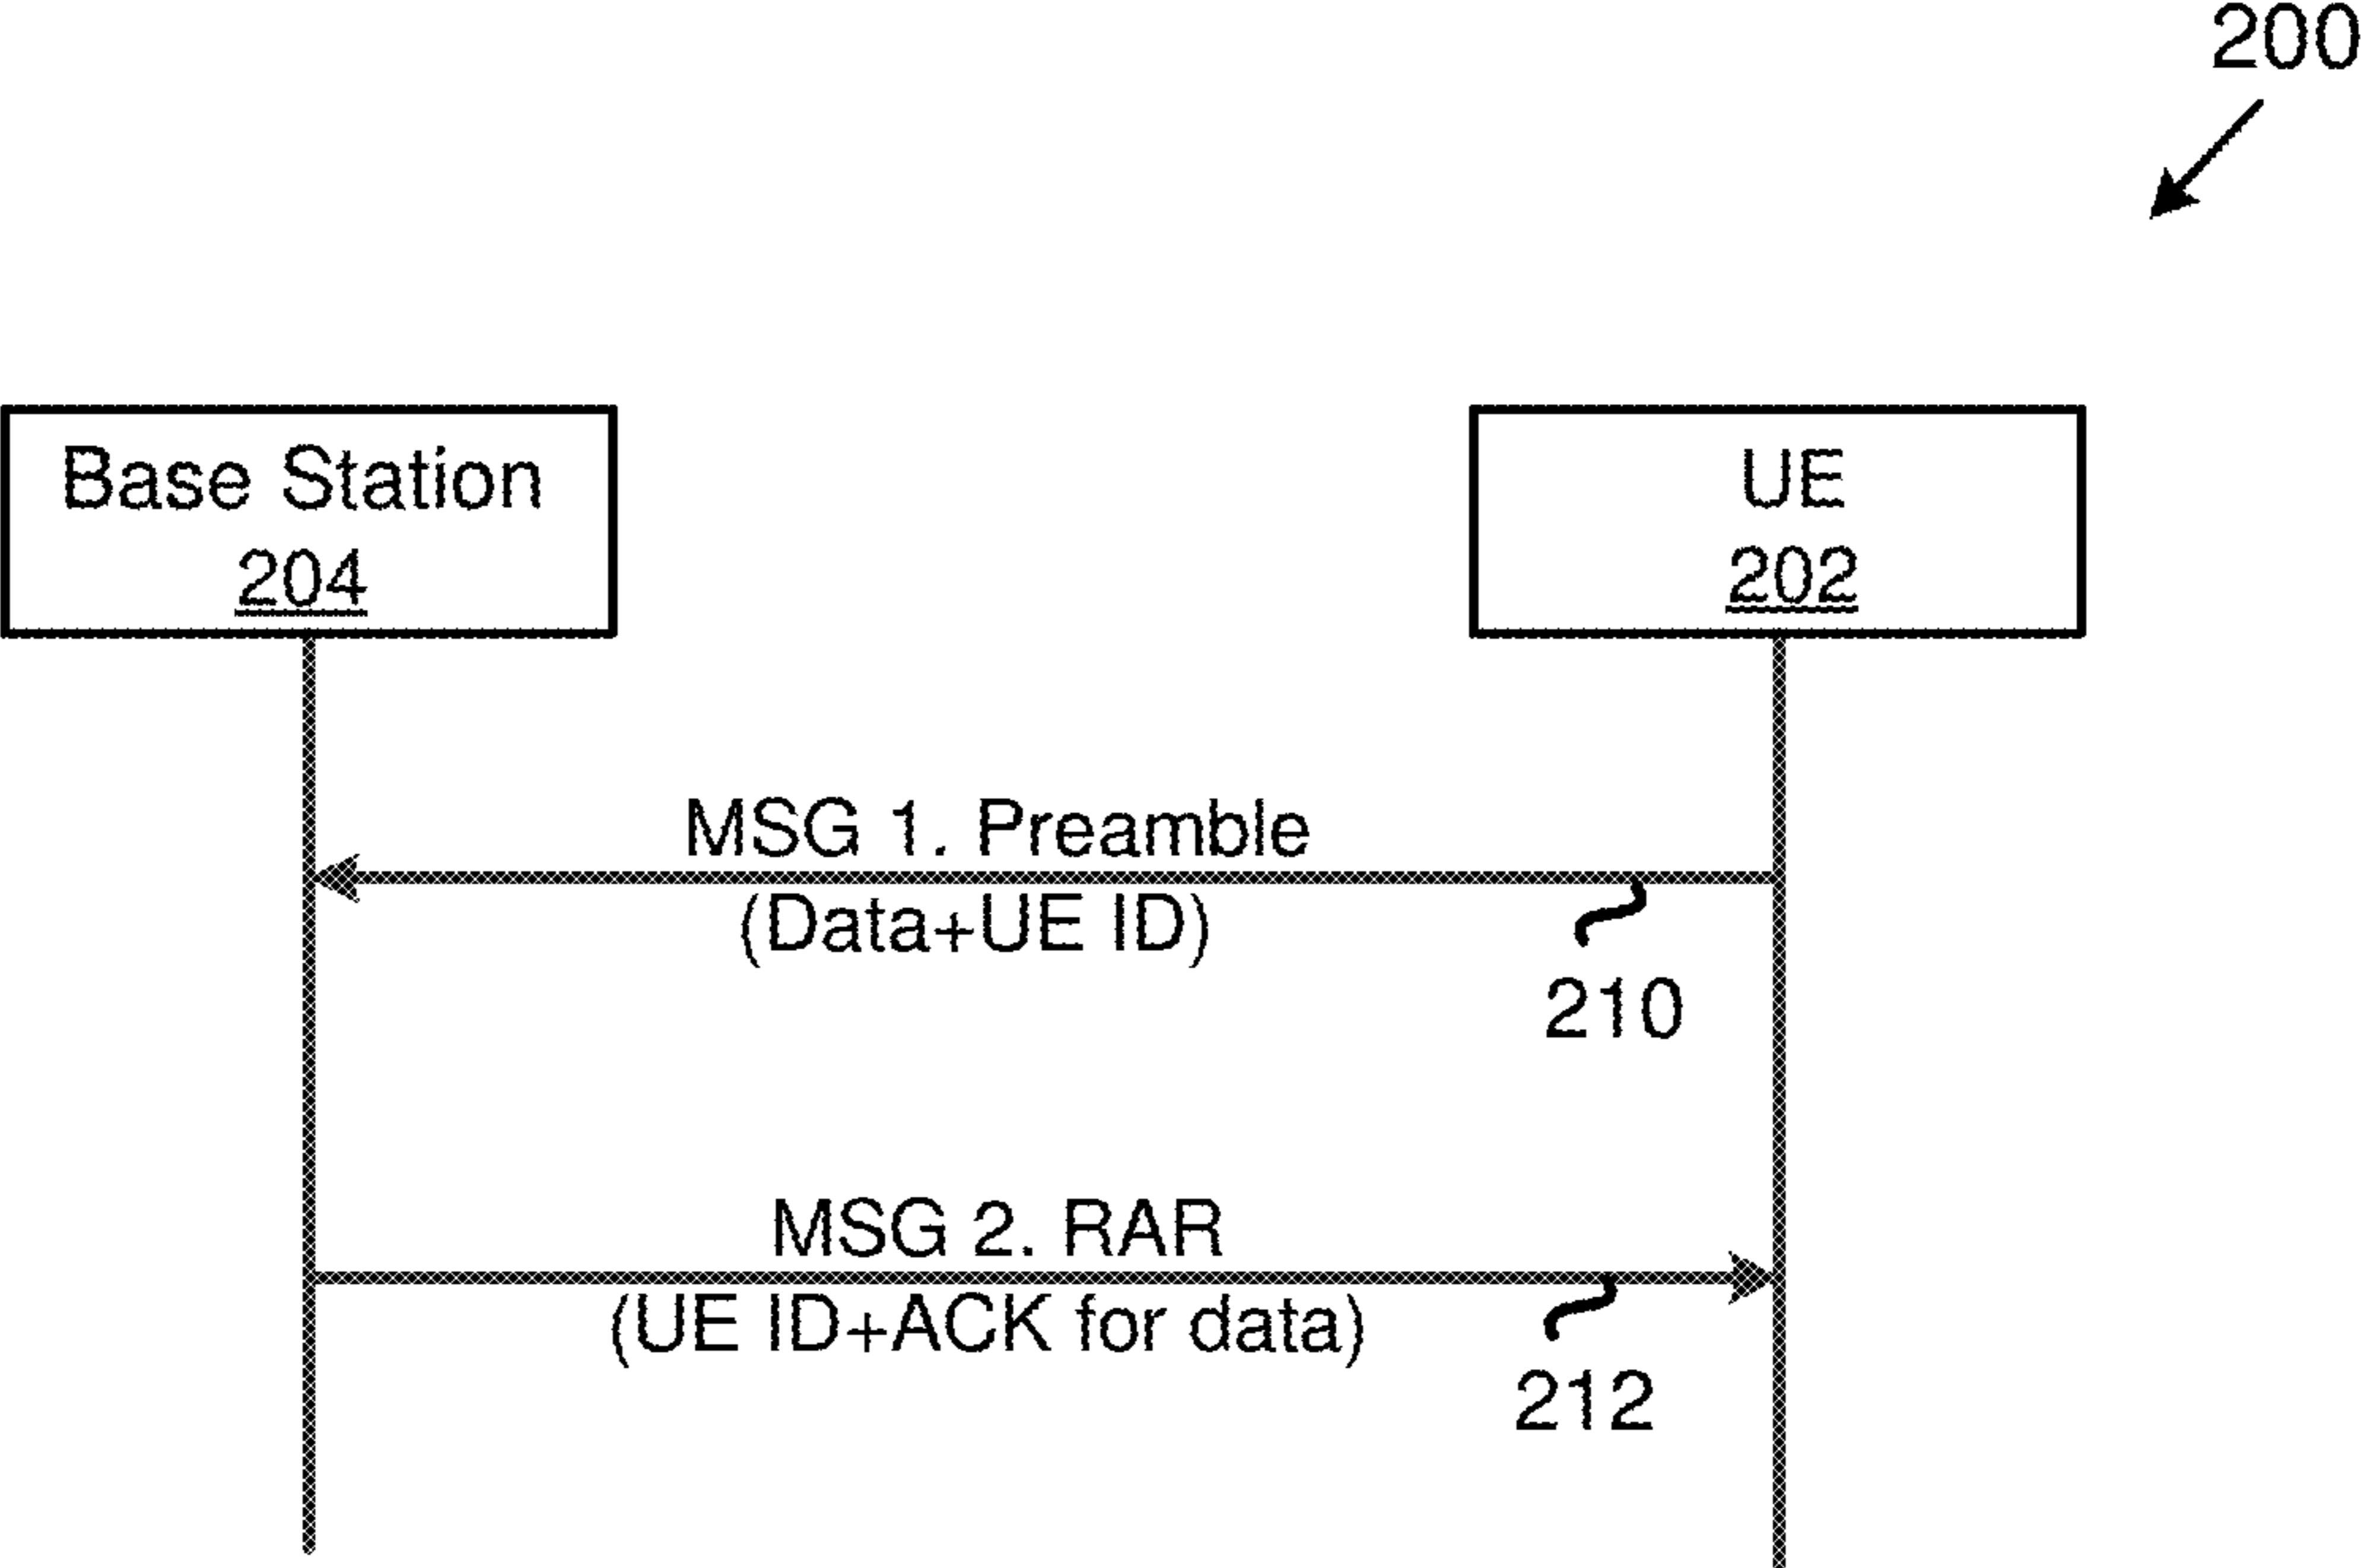 200
Base Station
204
UE
202
MSG 1. Preamble
(Data+UE ID)
210
MSG 2. RAR
(UE ID+ACK for data)
212